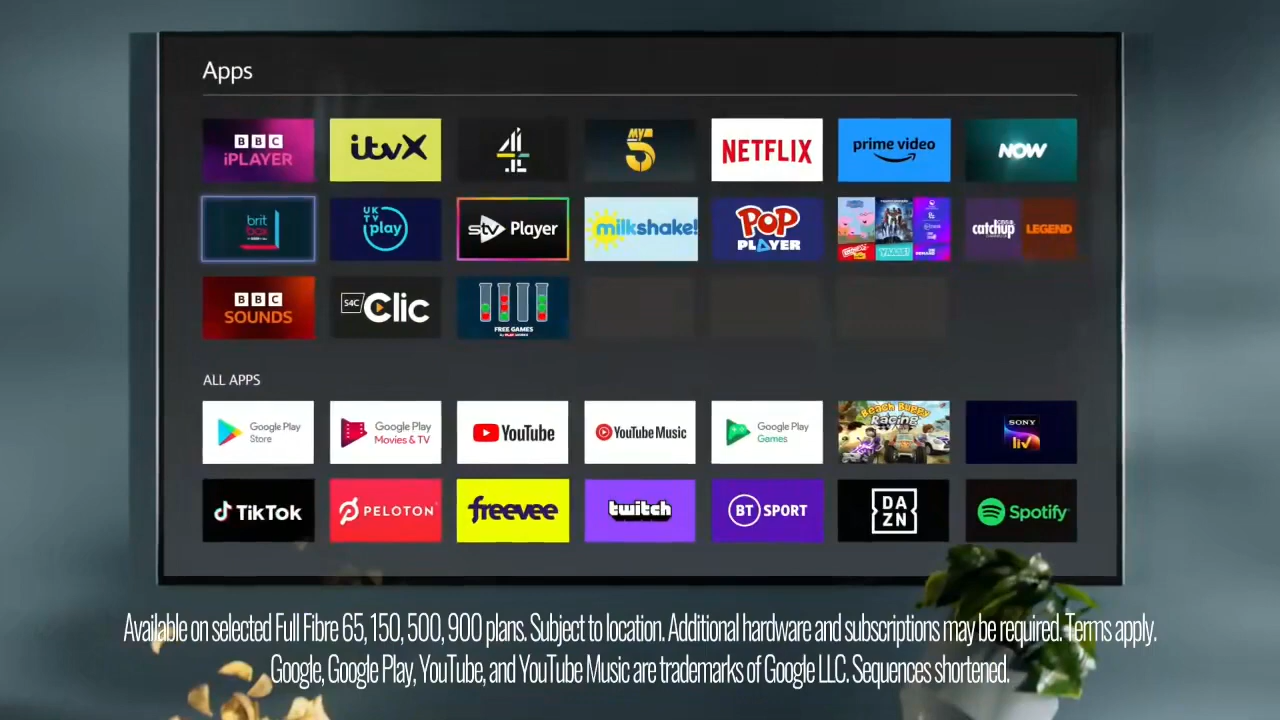 Apps
BBC iPLAYER
itvX
4
MY5
NETFLIX
prime video
NOW
britbox
UKTV play
stv Player
milkshake!
POP PLAYER
catchup
LEGEND
BBC SOUNDS
S4C Clic
FREE GAMES
ALL APPS
Google Play Store
Google Play Movies & TV
YouTube
YouTube Music
Google Play Games
Beach Buggy Racing
SONY liv
TikTok
PELOTON
freevee
twitch
BT SPORT
DAZN
Spotify
Available on selected Full Fibre 65, 150, 500, 900 plans. Subject to location. Additional hardware and subscriptions may be required. Terms apply.
Google, Google Play, YouTube, and YouTube Music are trademarks of Google LLC. Sequences shortened.